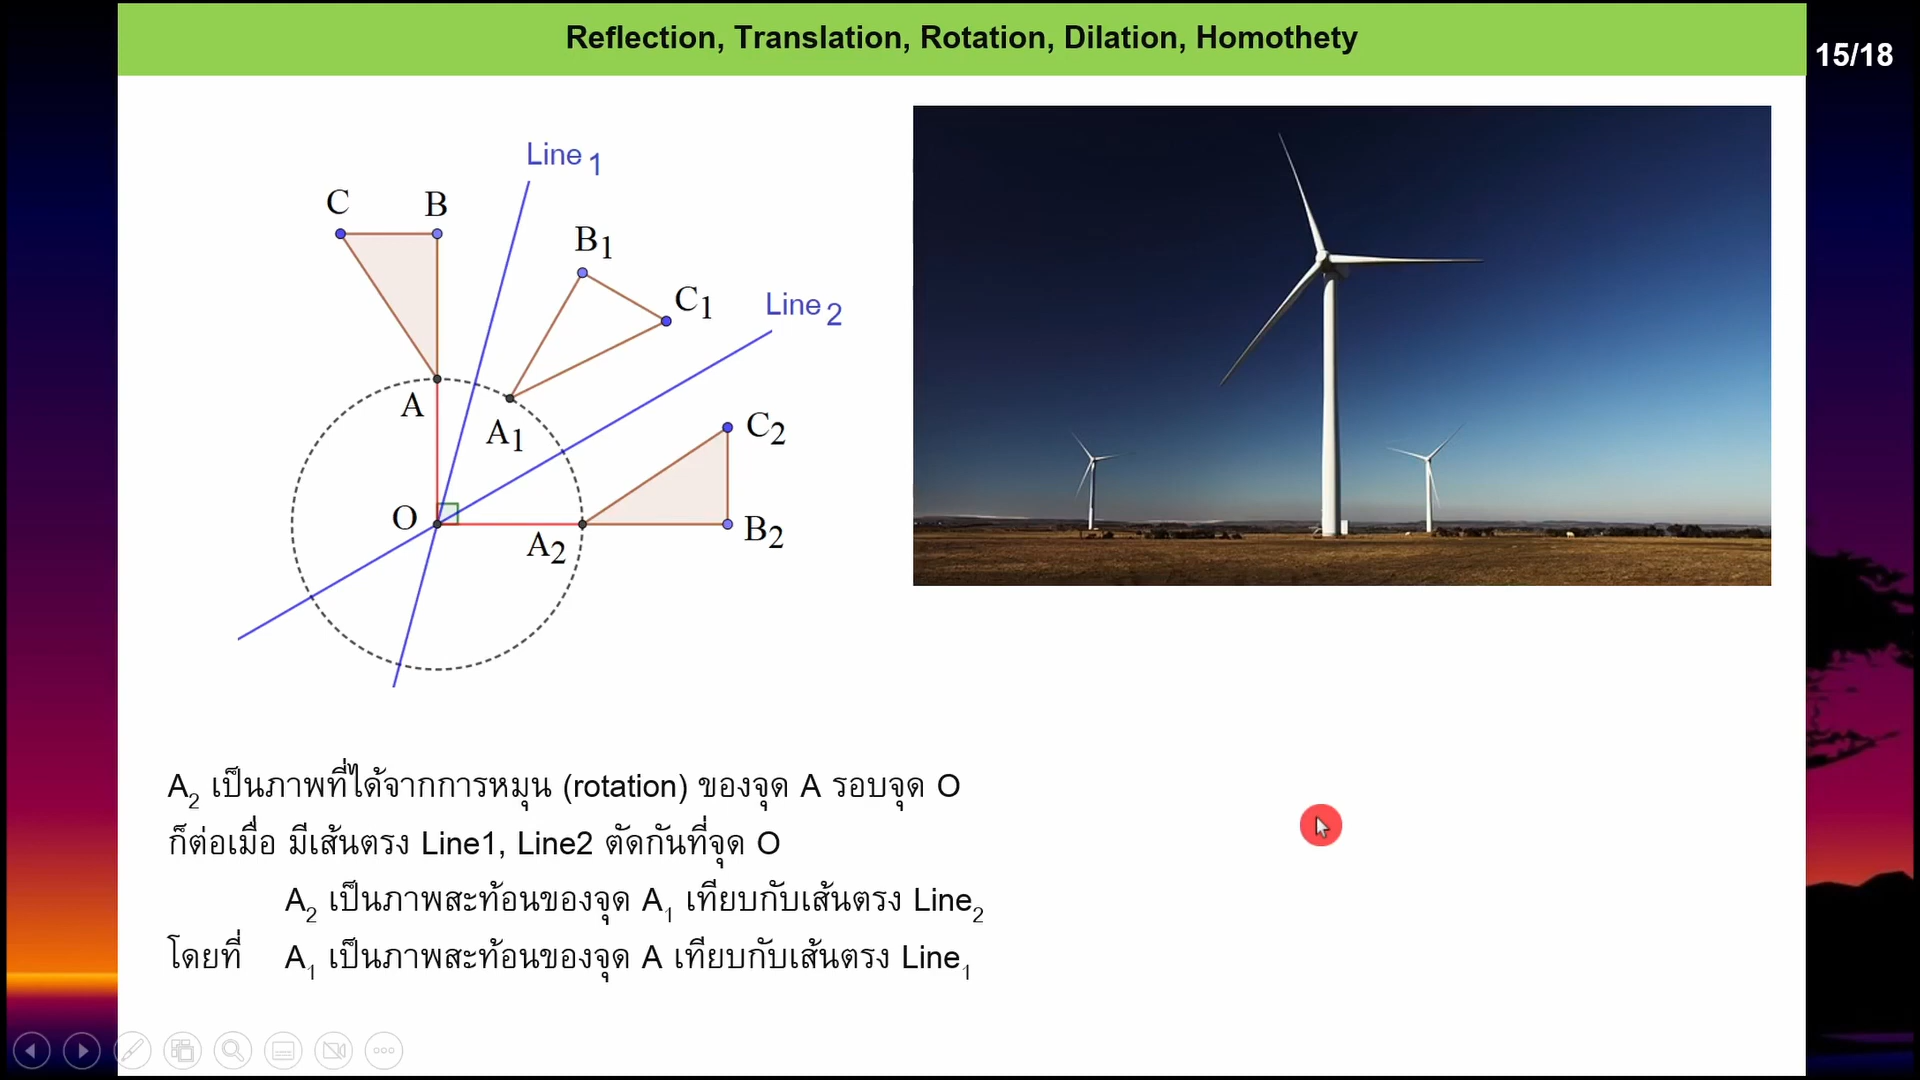 Reflection, Translation, Rotation, Dilation, Homothety
15/18
Line 1
C
B
B1
C1
Line 2
A
A1
C2
O
A2
B2
A2 เป็นภาพที่ได้จากการหมุน (rotation) ของจุด A รอบจุด O
ก็ต่อเมื่อ มีเส้นตรง Line1, Line2 ตัดกันที่จุด O
A2 เป็นภาพสะท้อนของจุด A1 เทียบกับเส้นตรง Line2
โดยที่ A1 เป็นภาพสะท้อนของจุด A เทียบกับเส้นตรง Line1